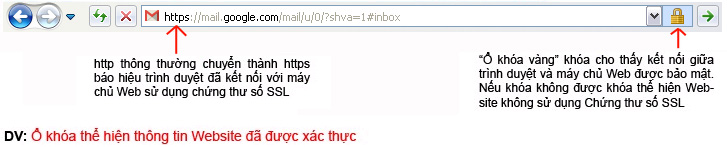 https://mail.google.com/mail/u/0/?shva=1#inbox
http thông thường chuyển thành https
báo hiệu trình duyệt đã kết nối với máy
chủ Web sử dụng chứng thư số SSL
“Ổ khóa vàng” khóa cho thấy kết nối giữa
trình duyệt và máy chủ Web được bảo mật.
Nếu khóa không được khóa thể hiện Web-
site không sử dụng Chứng thư số SSL
DV: Ổ khóa thể hiện thông tin Website đã được xác thực